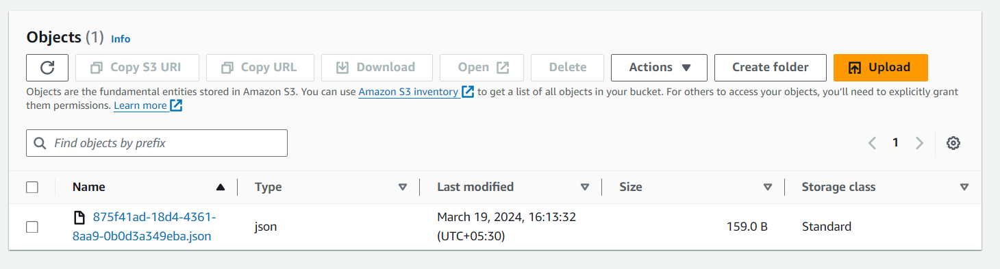 Objects (1) Info
Copy S3 URI Copy URL Download Open Delete Actions Create folder Upload
Objects are the fundamental entities stored in Amazon S3. You can use Amazon S3 inventory to get a list of all objects in your bucket. For others to access your objects, you’ll need to explicitly grant
them permissions. Learn more
Find objects by prefix
1
Name Type Last modified Size Storage class
875f41ad-18d4-4361-
8aa9-0b0d3a349eba.json
json
March 19, 2024, 16:13:32
(UTC+05:30)
159.0 B
Standard